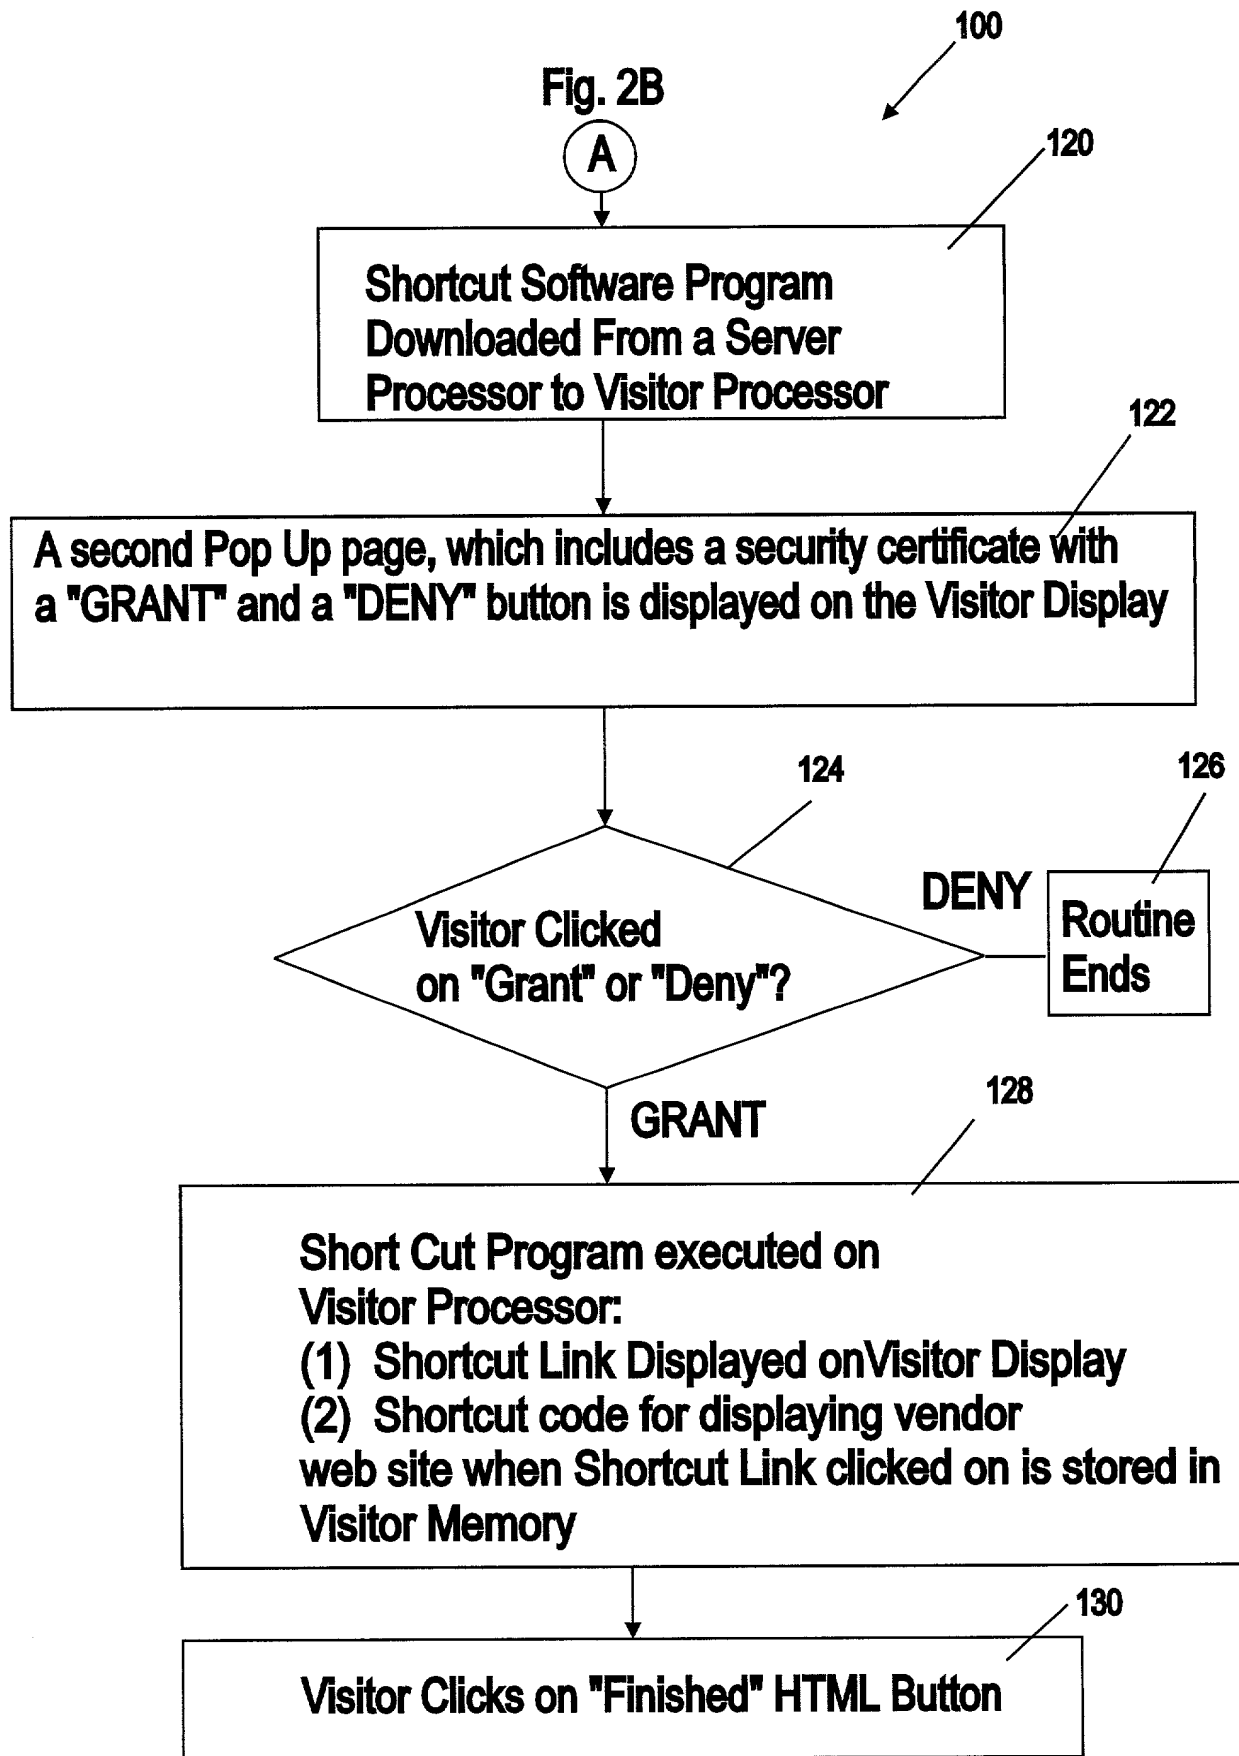 100
Fig. 2B
A
120
Shortcut Software Program
Downloaded From a Server
Processor to Visitor Processor
122
A second Pop Up page, which includes a security certificate with
a "GRANT" and a "DENY" button is displayed on the Visitor Display
124
126
DENY
Routine
Ends
Visitor Clicked
on "Grant" or "Deny"?
GRANT
128
Short Cut Program executed on
Visitor Processor:
(1) Shortcut Link Displayed onVisitor Display
(2) Shortcut code for displaying vendor
web site when Shortcut Link clicked on is stored in
Visitor Memory
130
Visitor Clicks on "Finished" HTML Button